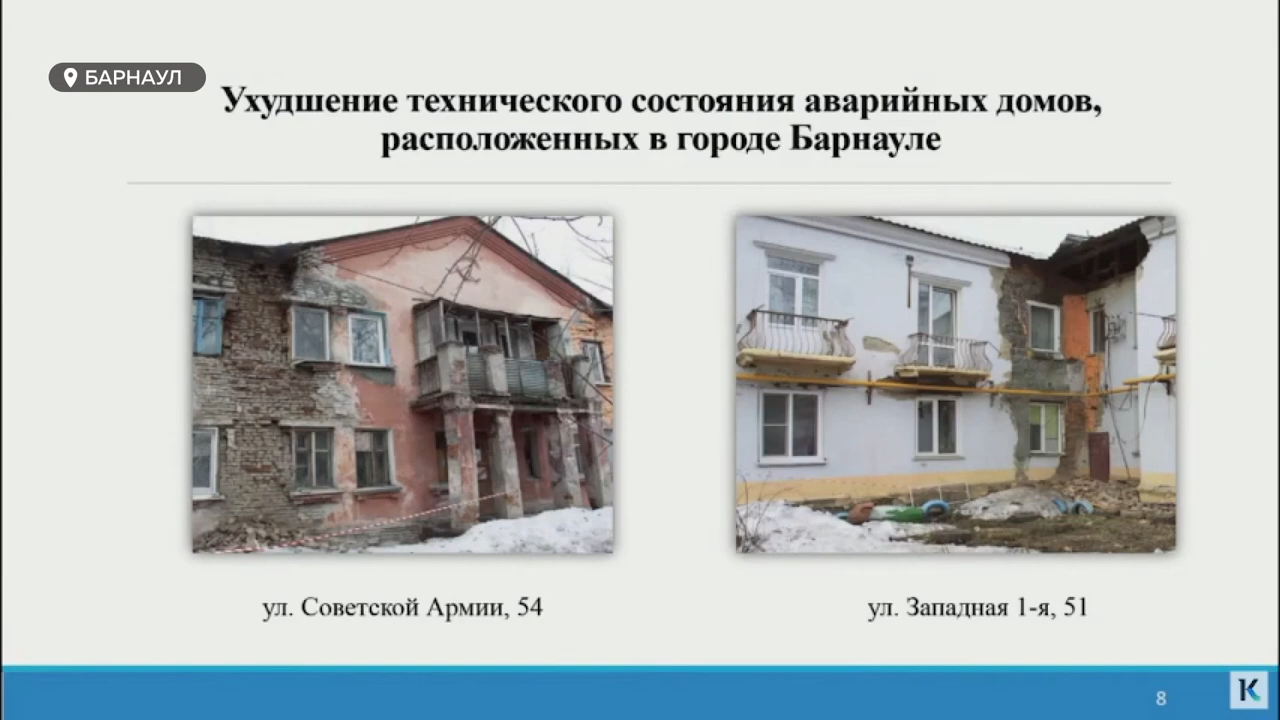 БАРНАУЛ
Ухудшение технического состояния аварийных домов,
расположенных в городе Барнауле
ул. Советской Армии, 54
ул. Западная 1-я, 51
8
K